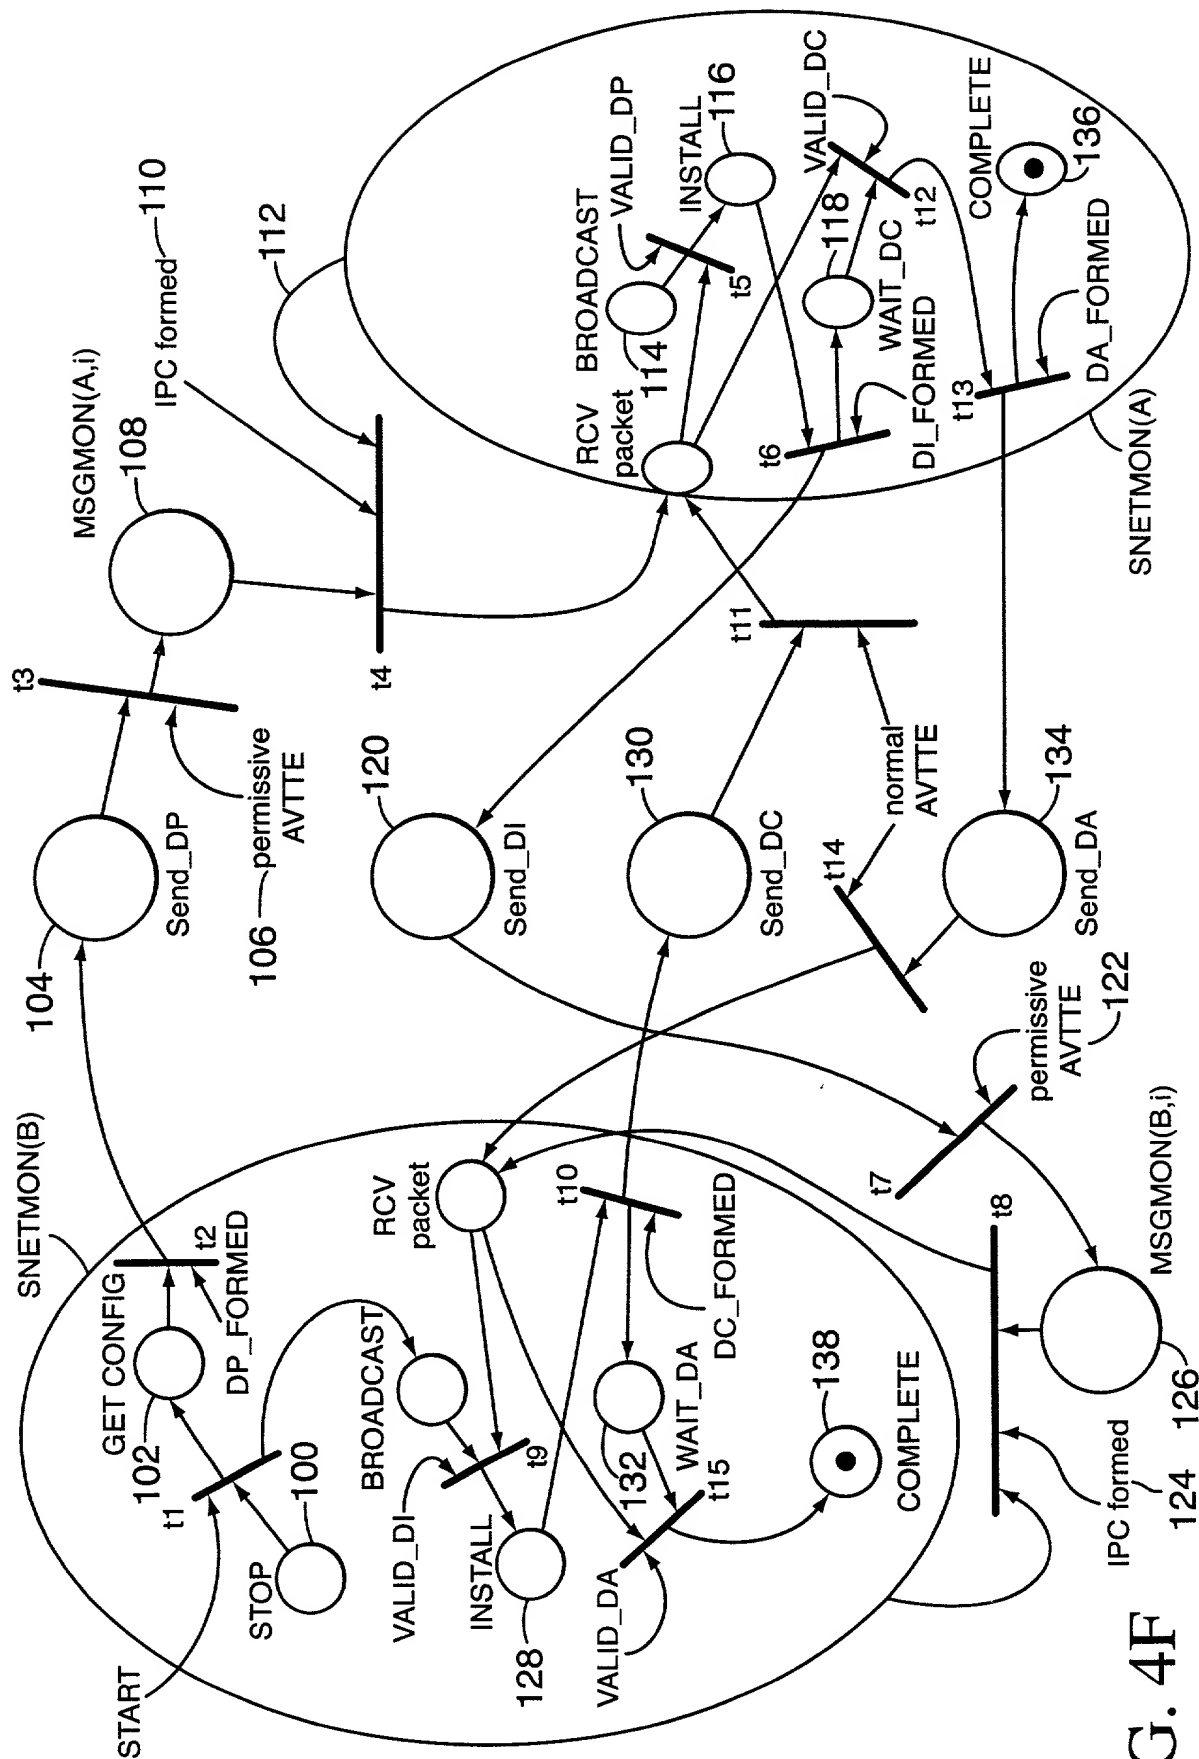 START
SNETMON(B)
t1
STOP
100
102
GET CONFIG
t2
DP_FORMED
BROADCAST
VALID_DI
t9
INSTALL
128
RCV
packet
t10
DC_FORMED
132
WAIT_DA
t15
VALID_DA
138
COMPLETE
104
Send_DP
106
permissive
AVTTE
t3
MSGMON(A,i)
108
IPC formed
110
112
t4
120
Send_DI
130
Send_DC
t11
normal
AVTTE
t14
134
Send_DA
permissive
AVTTE
122
t7
t8
MSGMON(B,i)
126
IPC formed
124
RCV
packet
BROADCAST
114
VALID_DP
t5
INSTALL
116
t6
DI_FORMED
118
WAIT_DC
VALID_DC
t12
t13
DA_FORMED
COMPLETE
136
SNETMON(A)
G. 4F